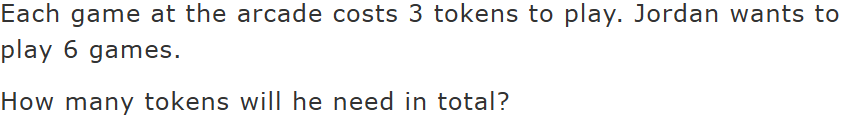 Each game at the arcade costs 3 tokens to play. Jordan wants to
play 6 games.
How many tokens will he need in total?